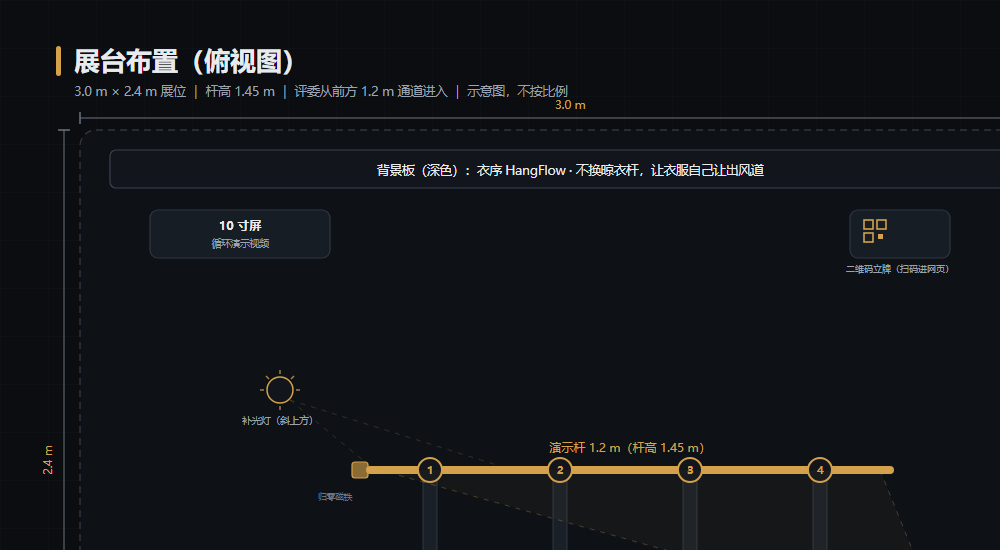 展台布置（俯视图）
3.0 m × 2.4 m 展位 ｜ 杆高 1.45 m ｜ 评委从前方 1.2 m 通道进入 ｜ 示意图，不按比例
3.0 m
背景板（深色）：衣序 HangFlow · 不换晾衣杆，让衣服自己让出风道
10 寸屏
循环演示视频
二维码立牌（扫码进网页）
补光灯（斜上方）
2.4 m
演示杆 1.2 m（杆高 1.45 m）
1 2 3 4
归零磁铁